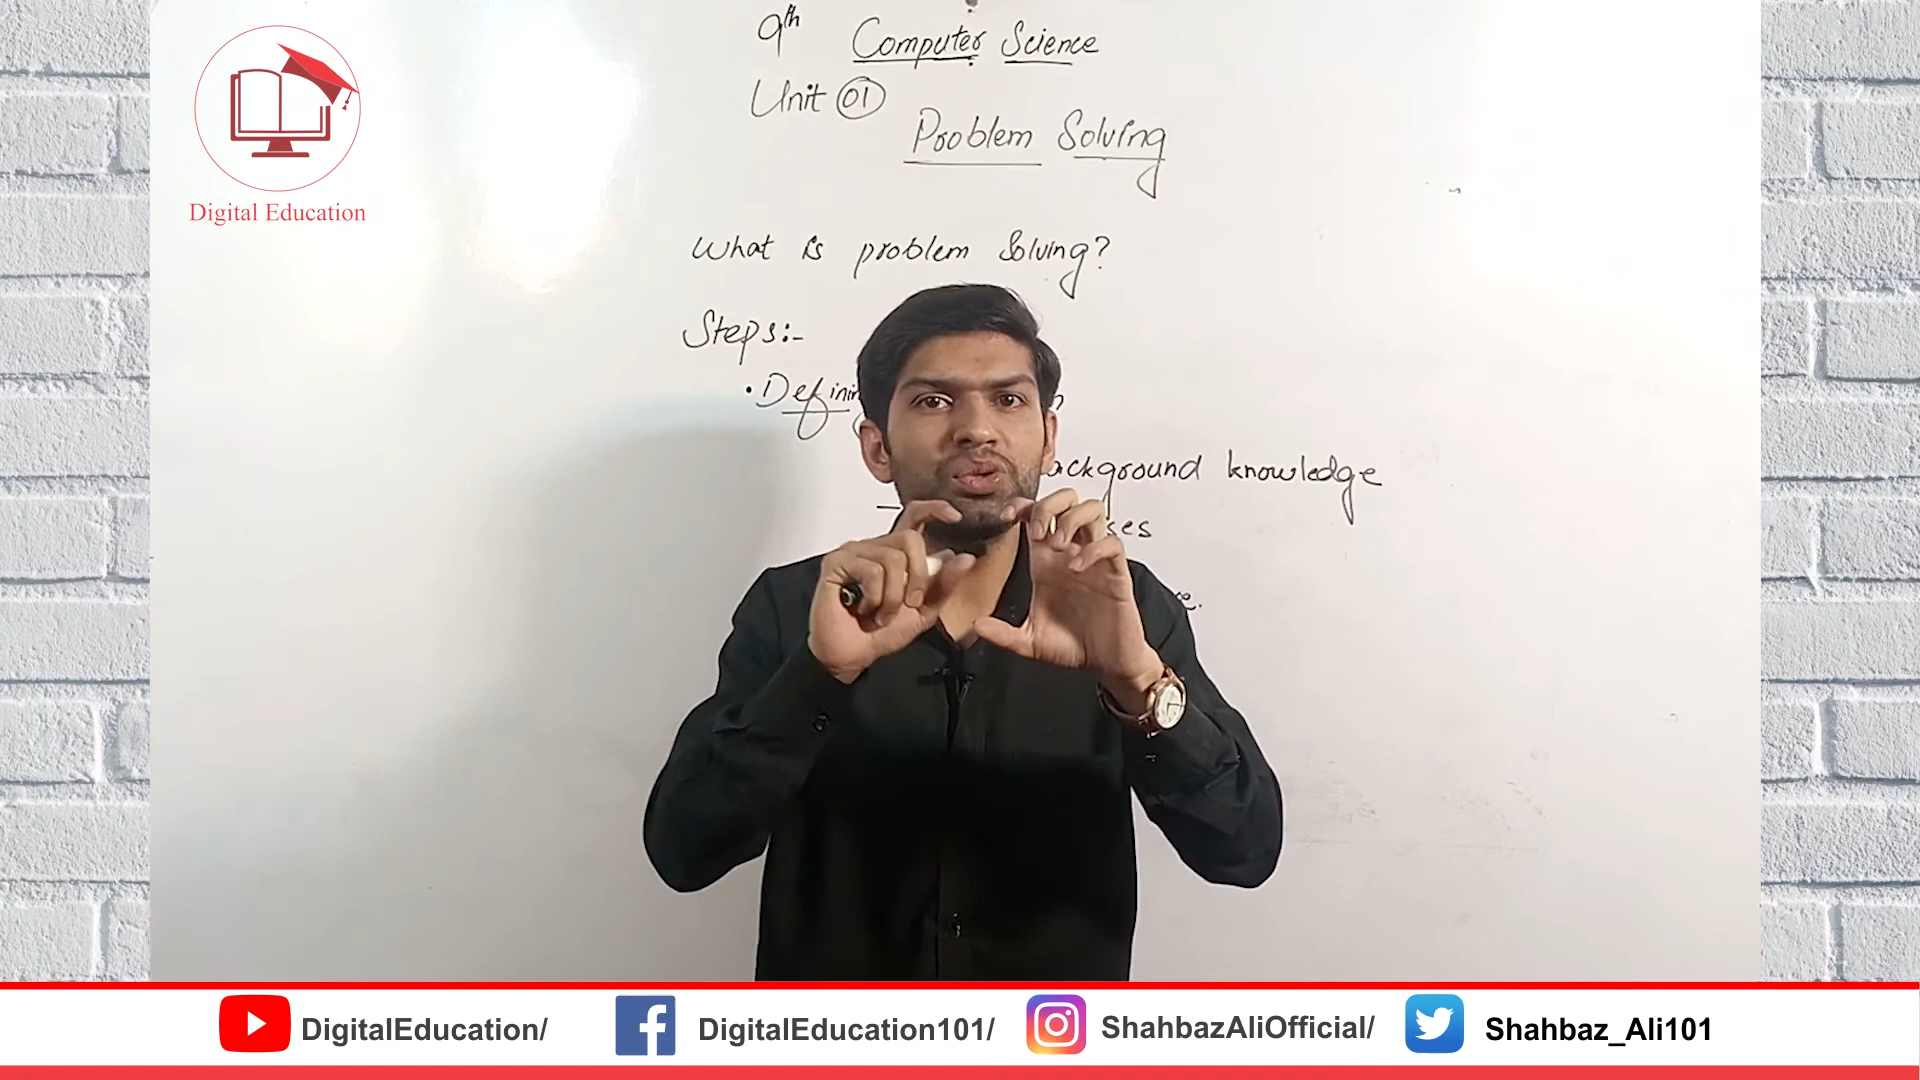 9th Computer Science
Unit 01
Problem Solving
Digital Education
What is problem solving?
Steps:-
knowledge
DigitalEducation/
DigitalEducation101/
ShahbazAliOfficial/
Shahbaz_Ali101